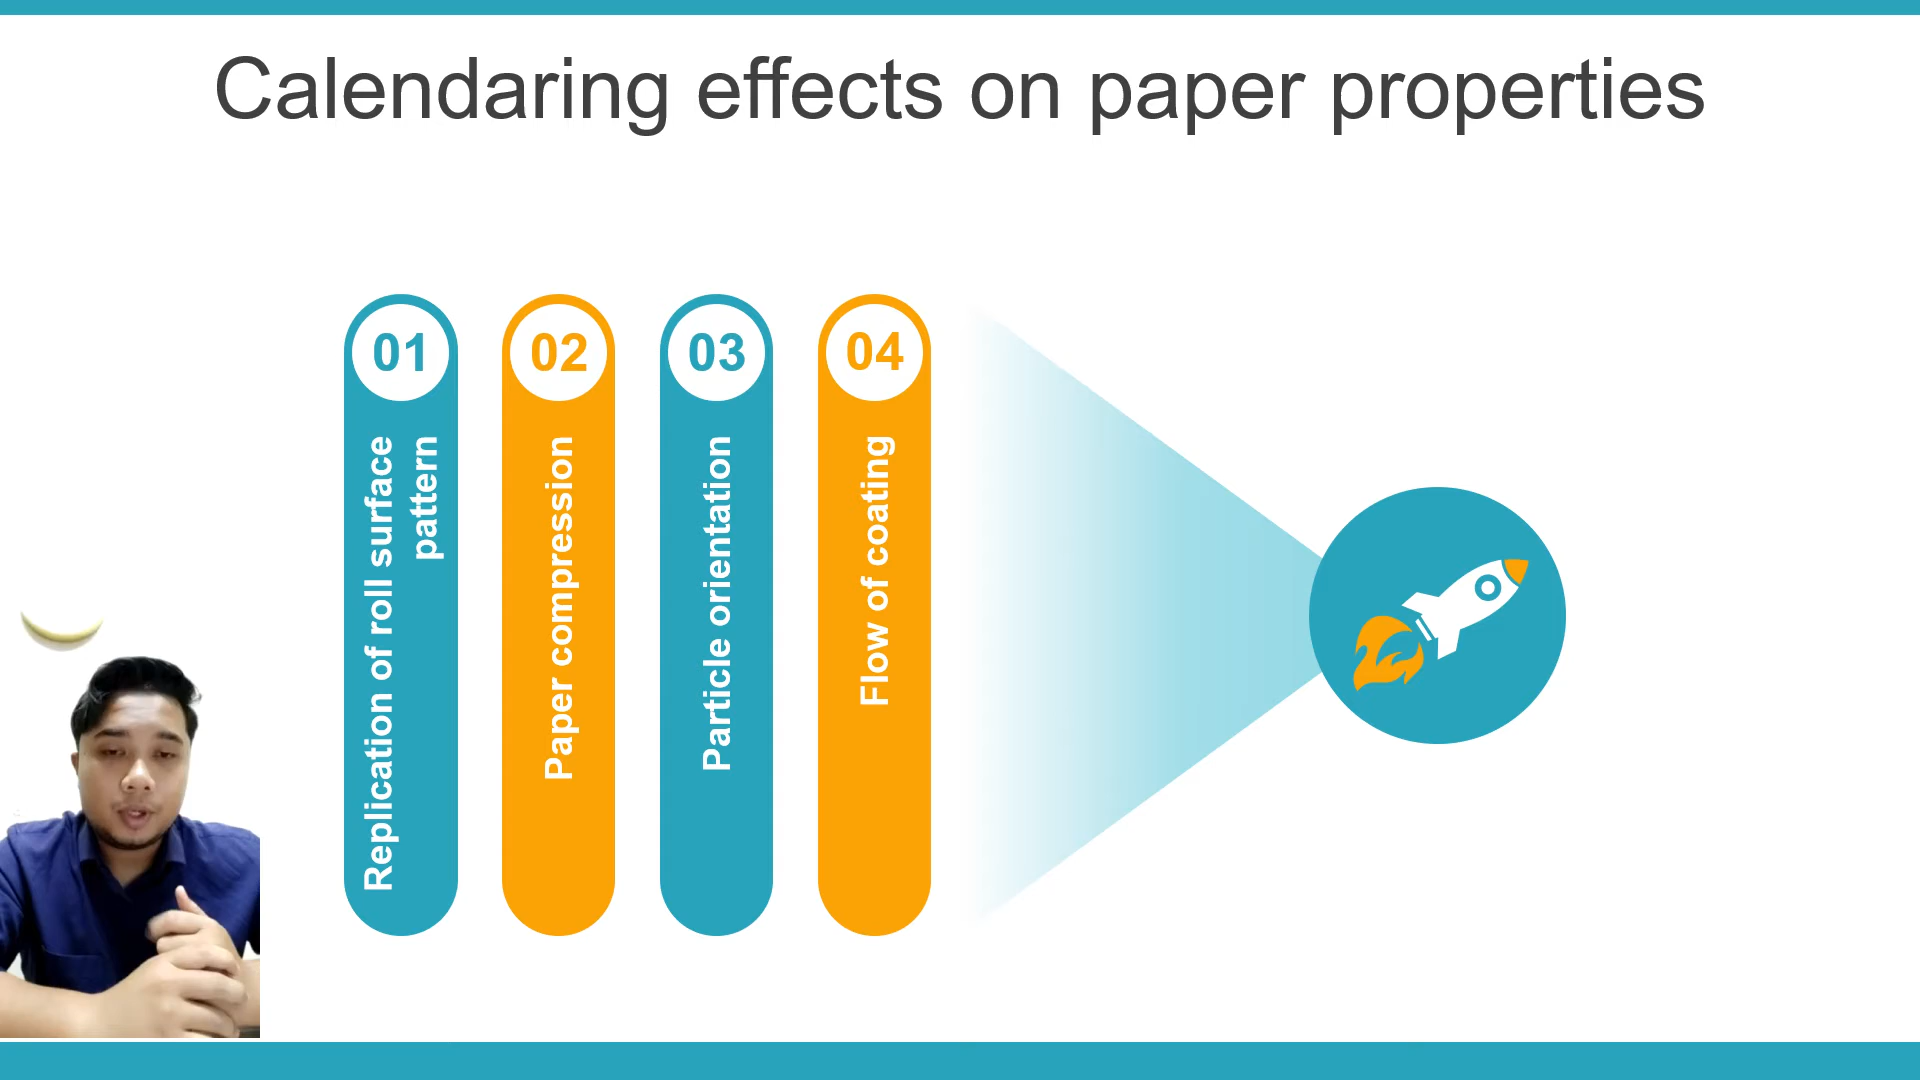 Calendaring effects on paper properties
01
Replication of roll surface
pattern
02
Paper compression
03
Particle orientation
04
Flow of coating